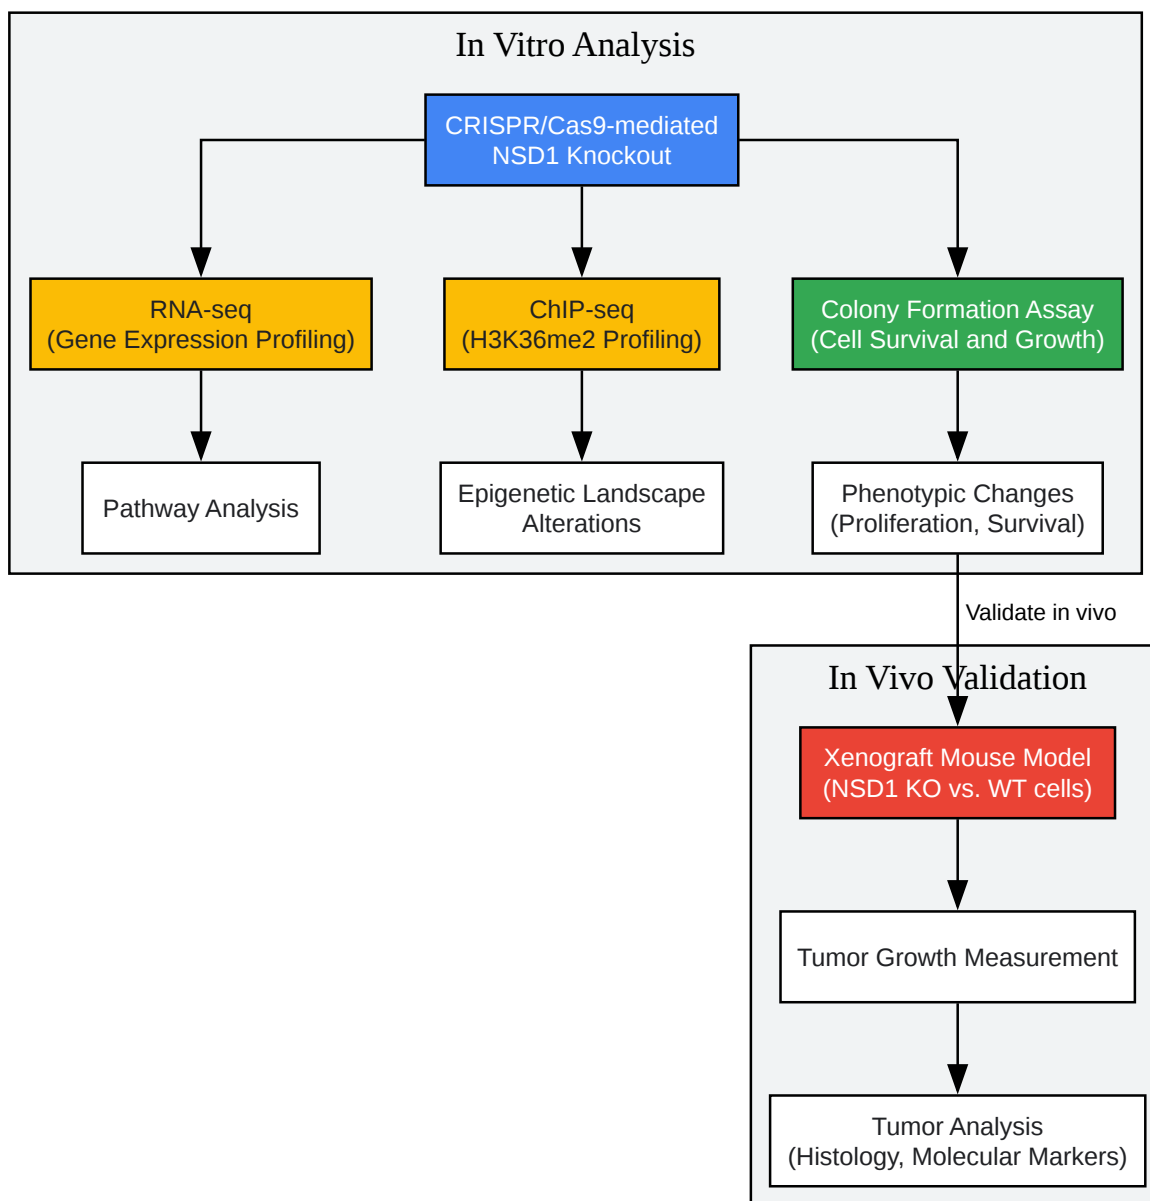 In Vitro Analysis
CRISPR/Cas9-mediated
NSD1 Knockout
RNA-seq
(Gene Expression Profiling)
ChIP-seq
(H3K36me2 Profiling)
Colony Formation Assay
(Cell Survival and Growth)
Pathway Analysis
Epigenetic Landscape
Alterations
Phenotypic Changes
(Proliferation, Survival)
Validate in vivo
In Vivo Validation
Xenograft Mouse Model
(NSD1 KO vs. WT cells)
Tumor Growth Measurement
Tumor Analysis
(Histology, Molecular Markers)